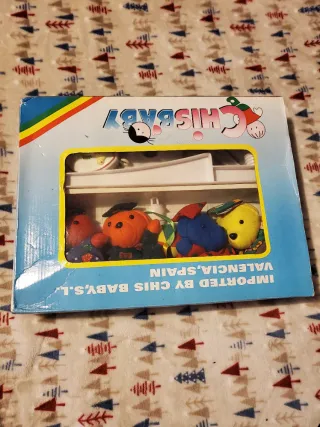 CHISBABY
IMPORTED BY CHIS BABY,S.L.
VALENCIA,SPAIN